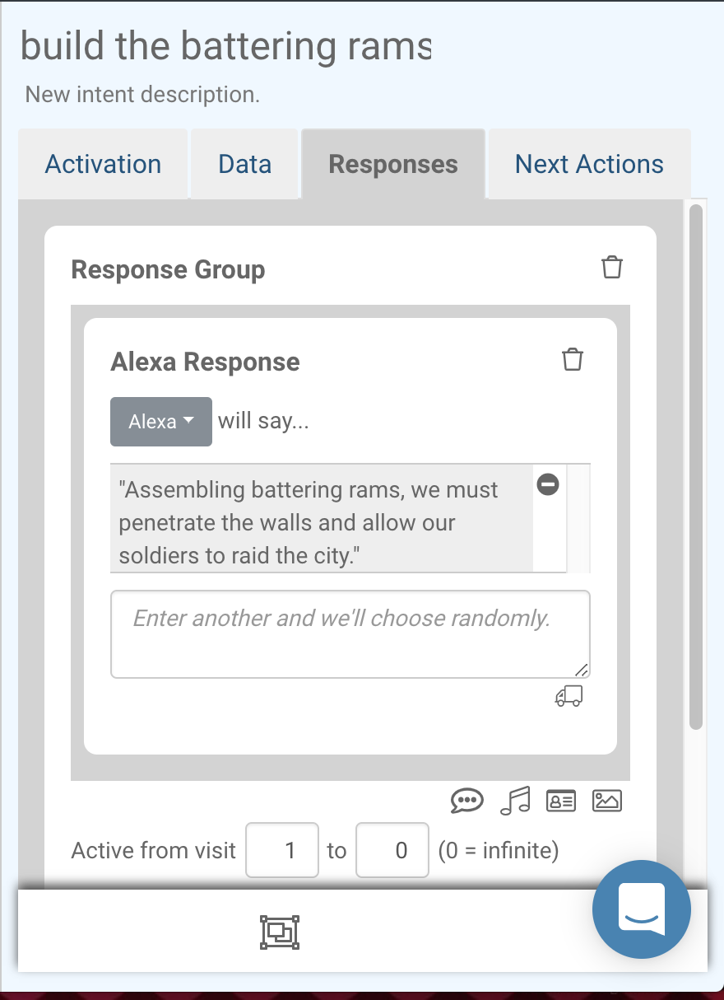 build the battering rams
New intent description.
Activation
Data
Responses
Next Actions
Response Group
Alexa Response
Alexa will say...
"Assembling battering rams, we must
penetrate the walls and allow our
soldiers to raid the city."
Enter another and we'll choose randomly.
Active from visit 1 to 0 (0 = infinite)